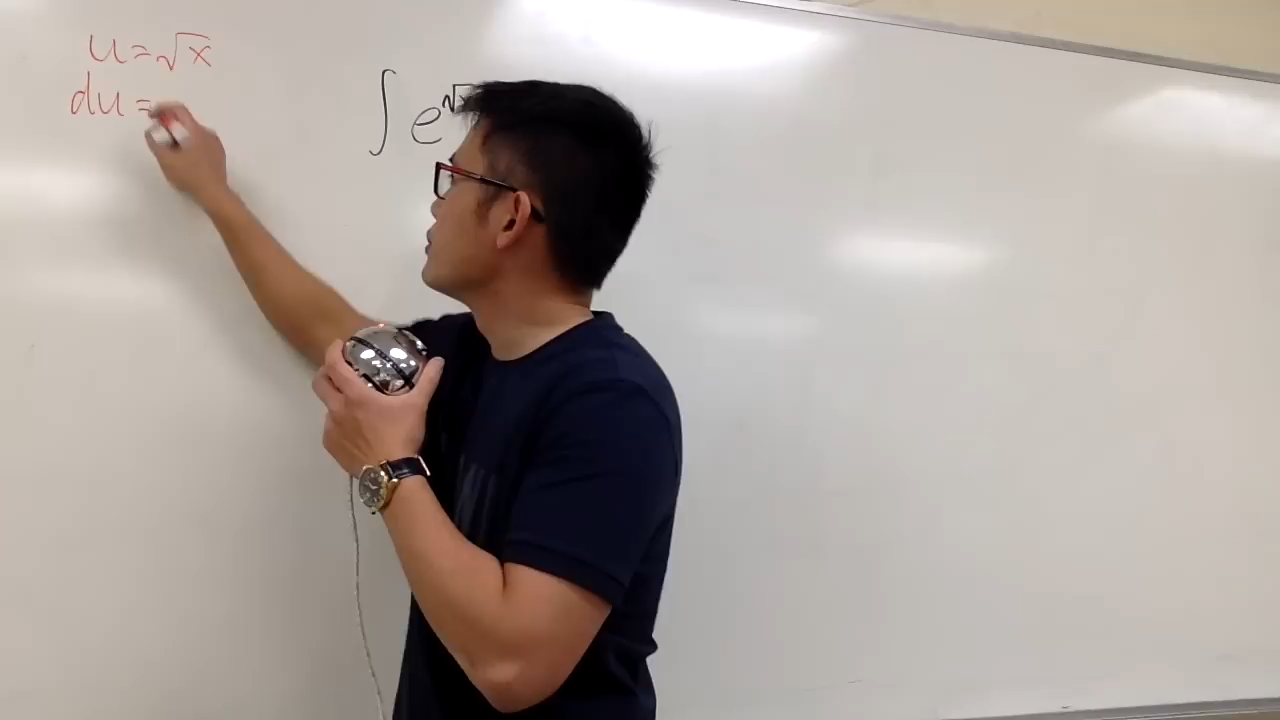 u=√x
du=
∫ e^√